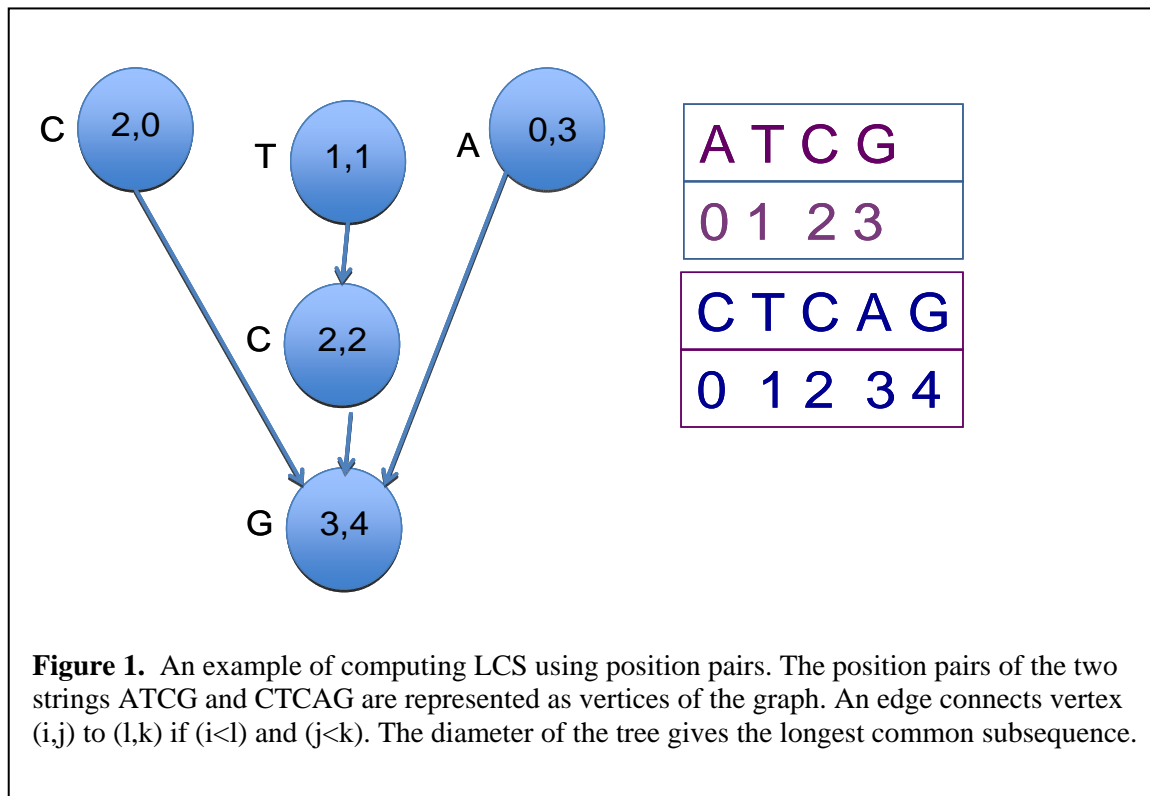 C 2,0
T 1,1
A 0,3
A T C G
0 1 2 3
C T C A G
0 1 2 3 4
C 2,2
G 3,4
Figure 1. An example of computing LCS using position pairs. The position pairs of the two
strings ATCG and CTCAG are represented as vertices of the graph. An edge connects vertex
(i,j) to (l,k) if (i<l) and (j<k). The diameter of the tree gives the longest common subsequence.